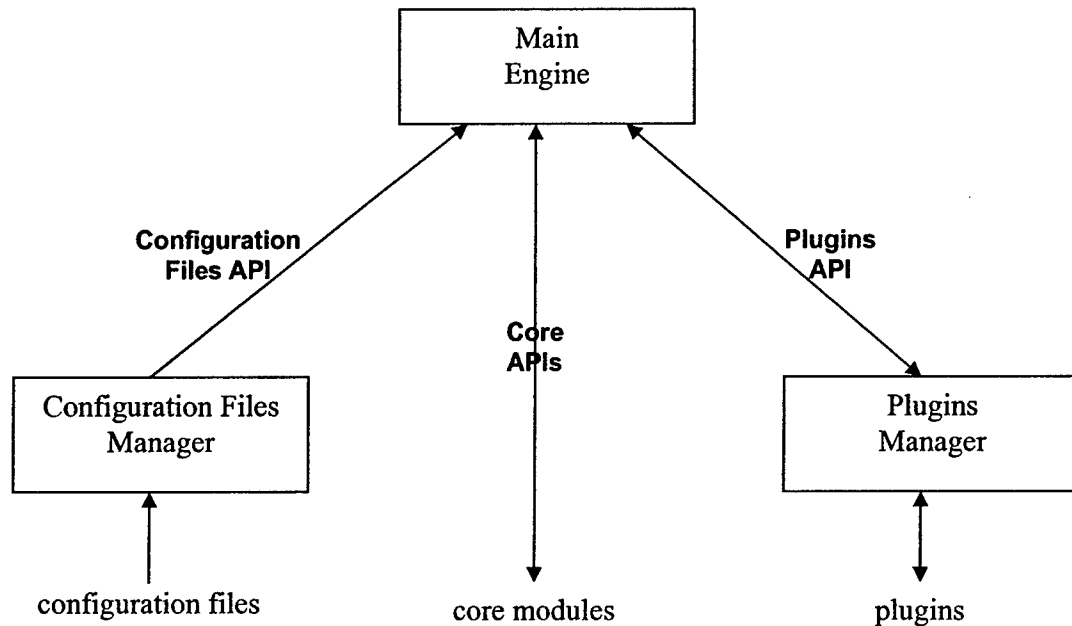 Main
Engine
Configuration
Files API
Plugins
API
Core
APIs
Configuration Files
Manager
Plugins
Manager
configuration files
core modules
plugins